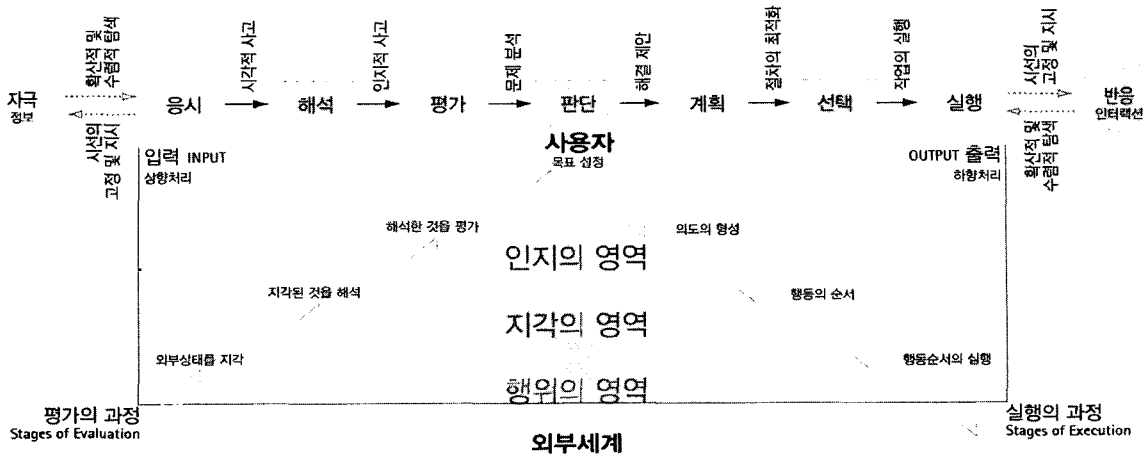 확산적 및
수렴적 탐색
시각적 사고
인지적 사고
문제 분석
해결 제안
절차의 최적화
작업의 실행
시선의
고정 및 지시
자극
정보
응시
해석
평가
판단
계획
선택
실행
반응
인터랙션
시선의
고정 및 지시
확산적 및
수렴적 탐색
입력 INPUT
상향처리
사용자
목표 설정
OUTPUT 출력
하향처리
해석한 것을 평가
의도의 형성
인지의 영역
지각된 것을 해석
행동의 순서
지각의 영역
외부상태를 지각
행동순서의 실행
행위의 영역
평가의 과정
Stages of Evaluation
실행의 과정
Stages of Execution
외부세계